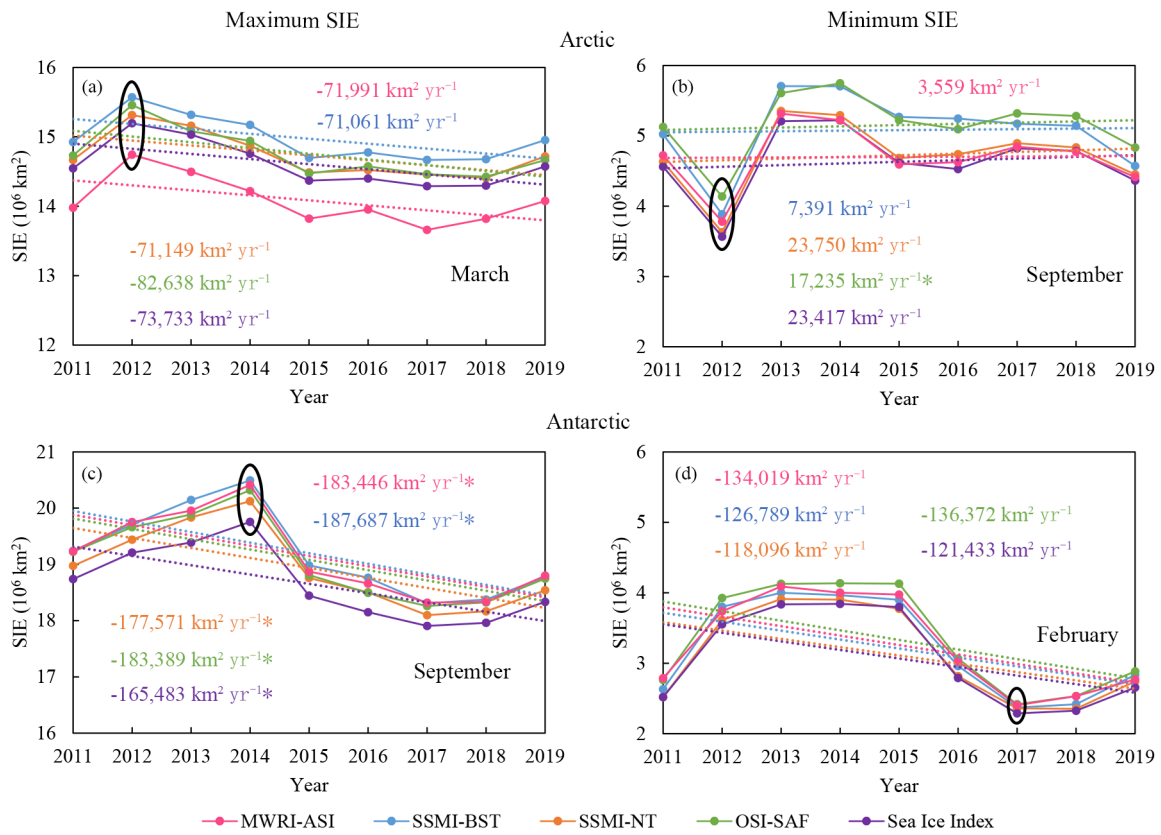 Maximum SIE
Minimum SIE
Arctic
(a)
-71,991 km² yr⁻¹
-71,061 km² yr⁻¹
-71,149 km² yr⁻¹
-82,638 km² yr⁻¹
-73,733 km² yr⁻¹
March
SIE (10⁶ km²)
16
15
14
13
12
2011 2012 2013 2014 2015 2016 2017 2018 2019
Year
(b)
3,559 km² yr⁻¹
7,391 km² yr⁻¹
23,750 km² yr⁻¹
17,235 km² yr⁻¹*
23,417 km² yr⁻¹
September
SIE (10⁶ km²)
6
5
4
3
2
2011 2012 2013 2014 2015 2016 2017 2018 2019
Year
Antarctic
(c)
-183,446 km² yr⁻¹*
-187,687 km² yr⁻¹*
-177,571 km² yr⁻¹*
-183,389 km² yr⁻¹*
-165,483 km² yr⁻¹*
September
SIE (10⁶ km²)
21
20
19
18
17
16
2011 2012 2013 2014 2015 2016 2017 2018 2019
Year
(d)
-134,019 km² yr⁻¹
-126,789 km² yr⁻¹
-136,372 km² yr⁻¹
-118,096 km² yr⁻¹
-121,433 km² yr⁻¹
February
SIE (10⁶ km²)
6
5
4
3
2
2011 2012 2013 2014 2015 2016 2017 2018 2019
Year
MWRI-ASI SSMI-BST SSMI-NT OSI-SAF Sea Ice Index